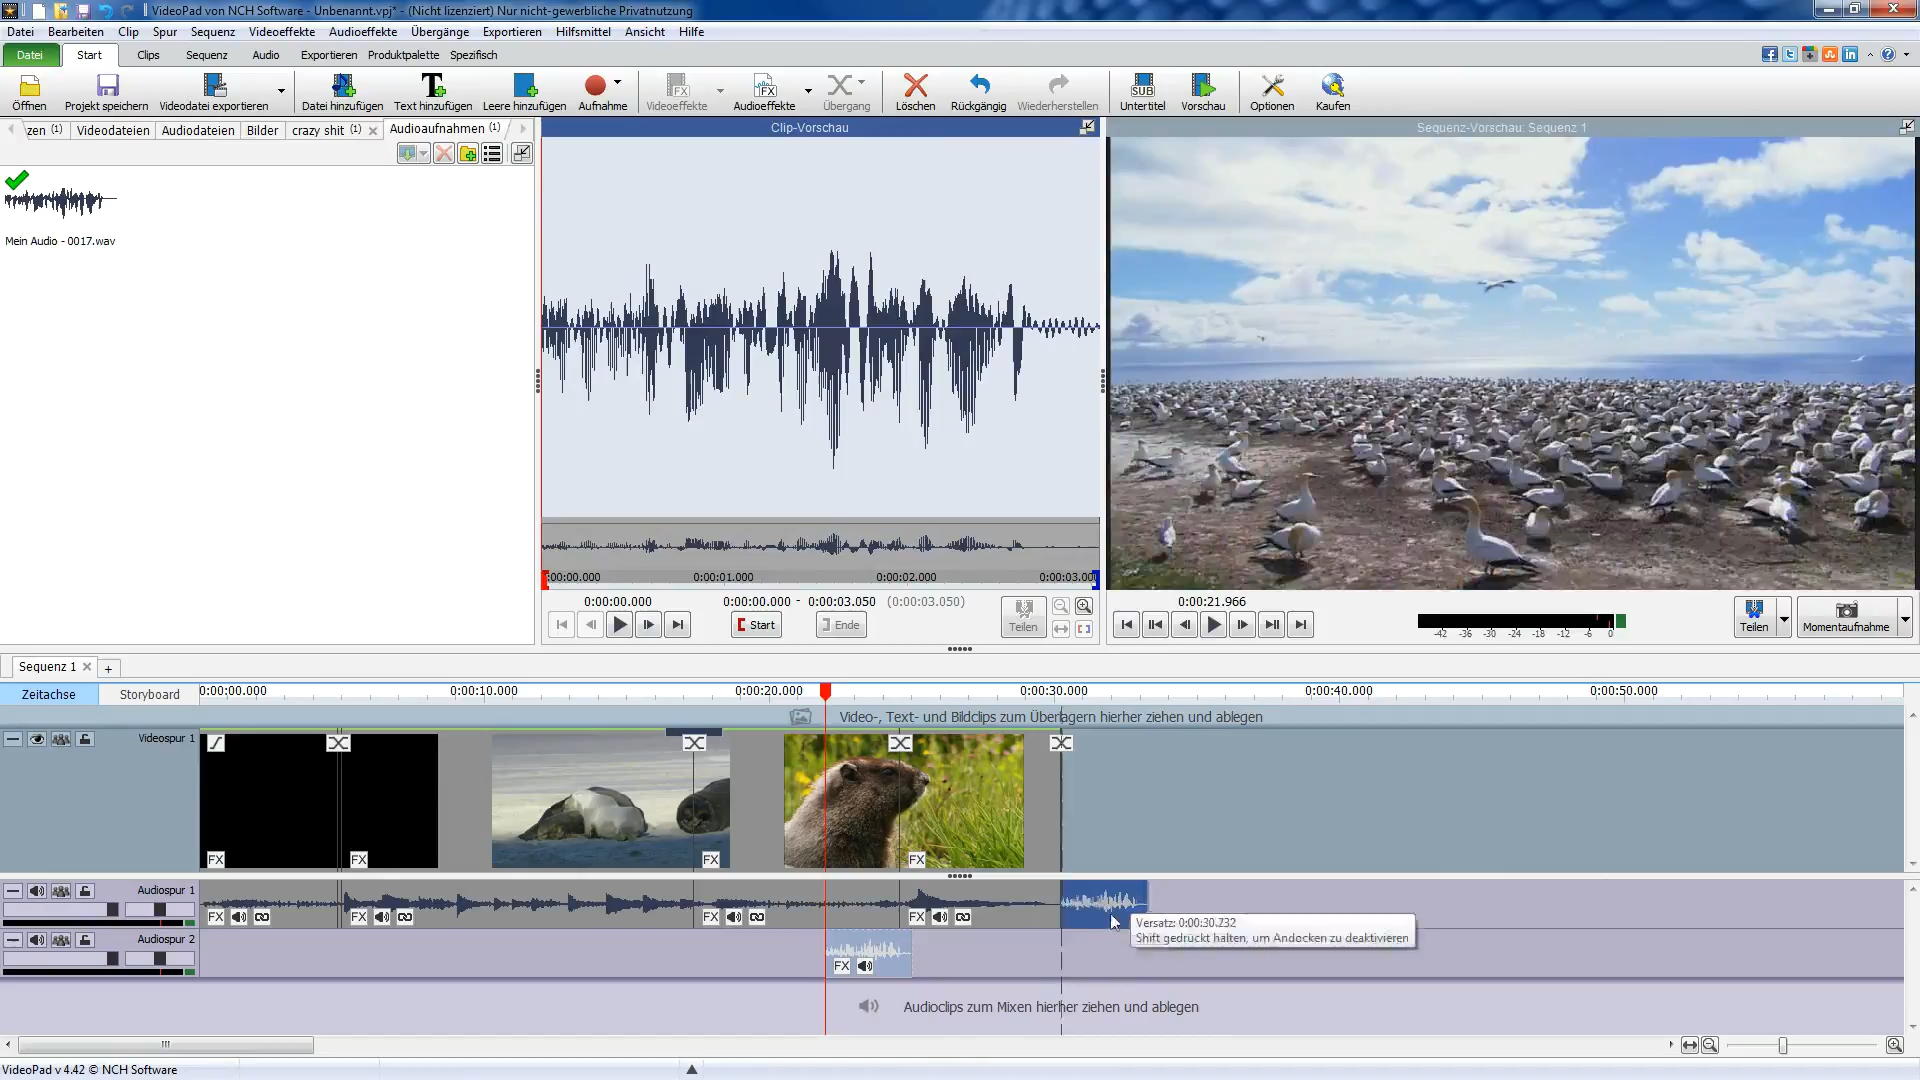 VideoPad von NCH Software - Unbenannt.vpj* - (Nicht lizenziert) Nur nicht-gewerbliche Privatnutzung
Datei Bearbeiten Clip Spur Sequenz Videoeffekte Audioeffekte Übergänge Exportieren Hilfsmittel Ansicht Hilfe
Datei Start Clips Sequenz Audio Exportieren Produktpalette Spezifisch
Öffnen Projekt speichern Videodatei exportieren Datei hinzufügen Text hinzufügen Leere hinzufügen Aufnahme Videoeffekte Audioeffekte Übergang Löschen Rückgängig Wiederherstellen Untertitel Vorschau Optionen Kaufen
zen (1) Videodateien Audiodateien Bilder crazy shit (1) Audioaufnahmen (1)
Clip-Vorschau
Sequenz-Vorschau: Sequenz 1
Mein Audio - 0017.wav
:00:00.000 0:00:01.000 0:00:02.000 0:00:03.00
0:00:00.000 0:00:00.000 - 0:00:03.050 (0:00:03.050)
Start Ende Teilen
0:00:21.966
-42 -36 -30 -24 -18 -12 -6 0
Teilen Momentaufnahme
Sequenz 1 +
Zeitachse Storyboard
0:00:00.000 0:00:10.000 0:00:20.000 0:00:30.000 0:00:40.000 0:00:50.000
Video-, Text- und Bildclips zum Überlagern hierher ziehen und ablegen
Videospur 1
FX FX FX FX
Audiospur 1
FX FX FX FX
Versatz: 0:00:30.732
Shift gedrückt halten, um Andocken zu deaktivieren
Audiospur 2
FX
Audioclips zum Mixen hierher ziehen und ablegen
VideoPad v 4.42 © NCH Software